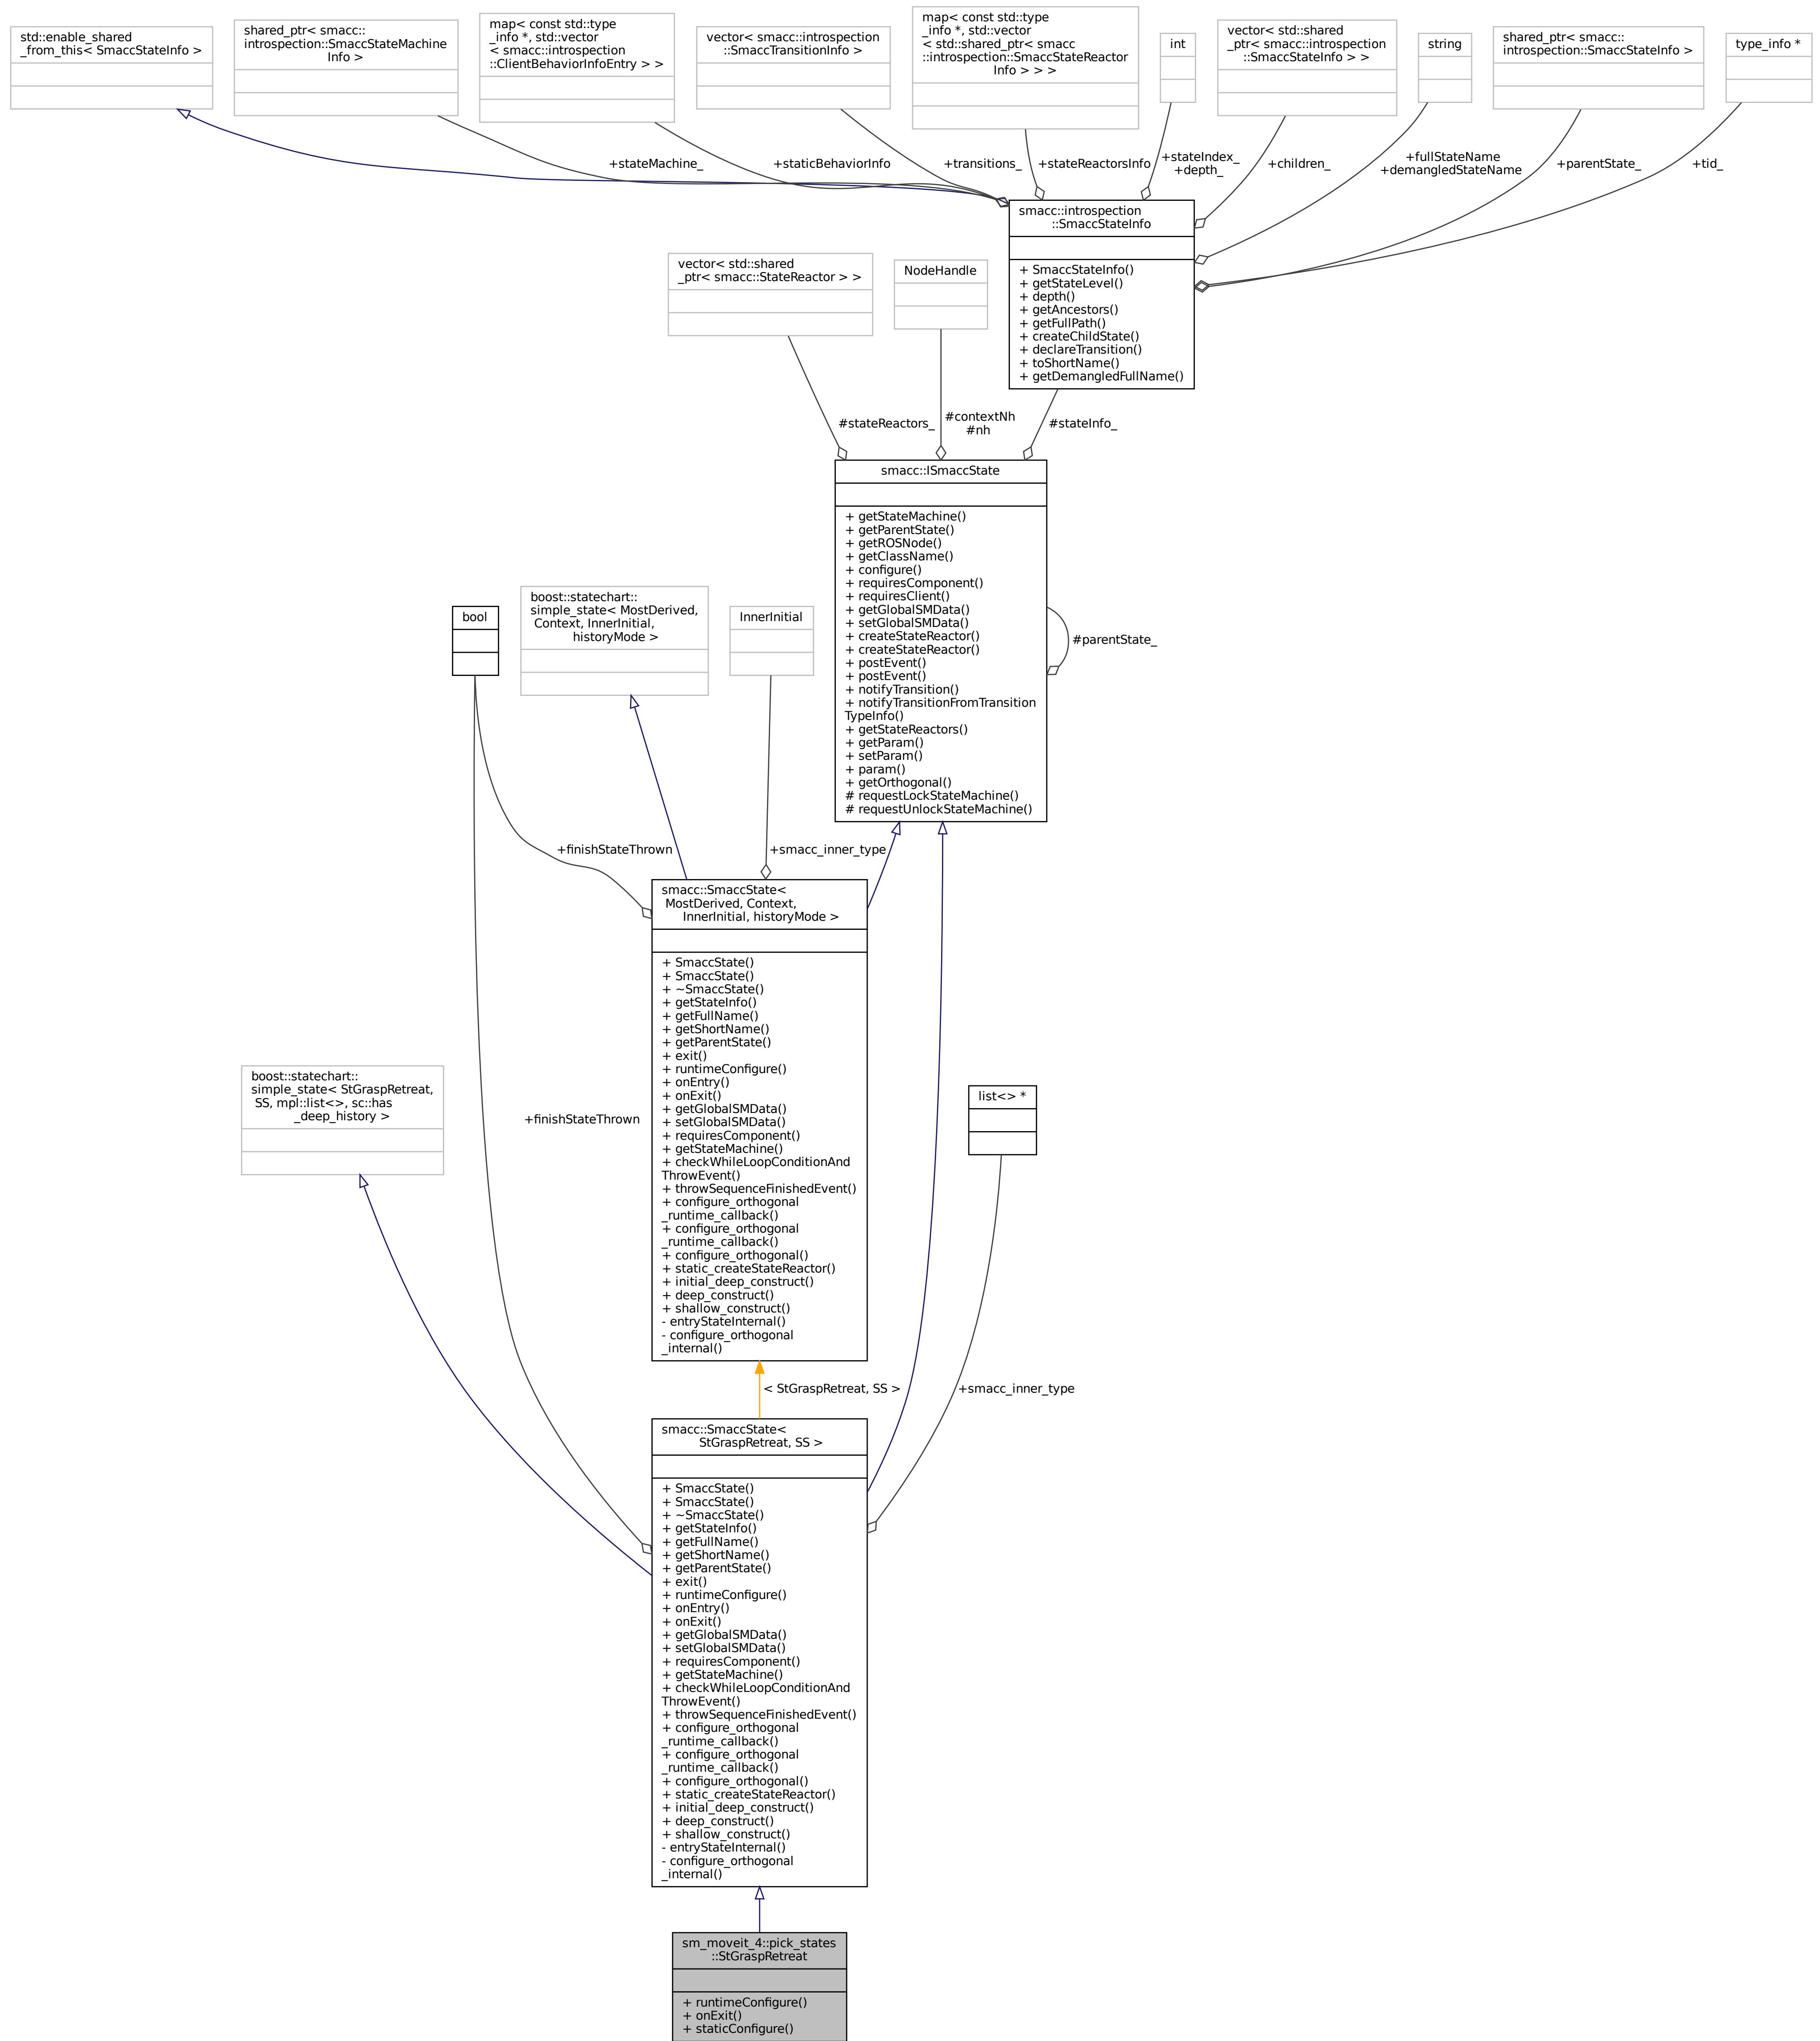 std::enable_shared
_from_this< SmaccStateInfo >
shared_ptr< smacc::
introspection::SmaccStateMachine
Info >
map< const std::type
_info *, std::vector
< smacc::introspection
::ClientBehaviorInfoEntry > >
vector< smacc::introspection
::SmaccTransitionInfo >
map< const std::type
_info *, std::vector
< std::shared_ptr< smacc
::introspection::SmaccStateReactor
Info > > >
int
vector< std::shared
_ptr< smacc::introspection
::SmaccStateInfo > >
string
shared_ptr< smacc::
introspection::SmaccStateInfo >
type_info *
+stateMachine_
+staticBehaviorInfo
+transitions_
+stateReactorsInfo
+stateIndex_
+depth_
+children_
+fullStateName
+demangledStateName
+parentState_
+tid_
smacc::introspection
::SmaccStateInfo
+ SmaccStateInfo()
+ getStateLevel()
+ depth()
+ getAncestors()
+ getFullPath()
+ createChildState()
+ declareTransition()
+ toShortName()
+ getDemangledFullName()
vector< std::shared
_ptr< smacc::StateReactor > >
NodeHandle
#stateReactors_
#contextNh
#nh
#stateInfo_
smacc::ISmaccState
+ getStateMachine()
+ getParentState()
+ getROSNode()
+ getClassName()
+ configure()
+ requiresComponent()
+ requiresClient()
+ getGlobalSMData()
+ setGlobalSMData()
+ createStateReactor()
+ createStateReactor()
+ postEvent()
+ postEvent()
+ notifyTransition()
+ notifyTransitionFromTransition
TypeInfo()
+ getStateReactors()
+ getParam()
+ setParam()
+ param()
+ getOrthogonal()
# requestLockStateMachine()
# requestUnlockStateMachine()
#parentState_
bool
boost::statechart::
simple_state< MostDerived,
Context, InnerInitial,
historyMode >
InnerInitial
+finishStateThrown
+smacc_inner_type
smacc::SmaccState<
MostDerived, Context,
InnerInitial, historyMode >
+ SmaccState()
+ SmaccState()
+ ~SmaccState()
+ getStateInfo()
+ getFullName()
+ getShortName()
+ getParentState()
+ exit()
+ runtimeConfigure()
+ onEntry()
+ onExit()
+ getGlobalSMData()
+ setGlobalSMData()
+ requiresComponent()
+ getStateMachine()
+ checkWhileLoopConditionAnd
ThrowEvent()
+ throwSequenceFinishedEvent()
+ configure_orthogonal
_runtime_callback()
+ configure_orthogonal
_runtime_callback()
+ configure_orthogonal()
+ static_createStateReactor()
+ initial_deep_construct()
+ deep_construct()
+ shallow_construct()
- entryStateInternal()
- configure_orthogonal
_internal()
boost::statechart::
simple_state< StGraspRetreat,
SS, mpl::list<>, sc::has
_deep_history >
+finishStateThrown
list<> *
< StGraspRetreat, SS >
+smacc_inner_type
smacc::SmaccState<
StGraspRetreat, SS >
+ SmaccState()
+ SmaccState()
+ ~SmaccState()
+ getStateInfo()
+ getFullName()
+ getShortName()
+ getParentState()
+ exit()
+ runtimeConfigure()
+ onEntry()
+ onExit()
+ getGlobalSMData()
+ setGlobalSMData()
+ requiresComponent()
+ getStateMachine()
+ checkWhileLoopConditionAnd
ThrowEvent()
+ throwSequenceFinishedEvent()
+ configure_orthogonal
_runtime_callback()
+ configure_orthogonal
_runtime_callback()
+ configure_orthogonal()
+ static_createStateReactor()
+ initial_deep_construct()
+ deep_construct()
+ shallow_construct()
- entryStateInternal()
- configure_orthogonal
_internal()
sm_moveit_4::pick_states
::StGraspRetreat
+ runtimeConfigure()
+ onExit()
+ staticConfigure()